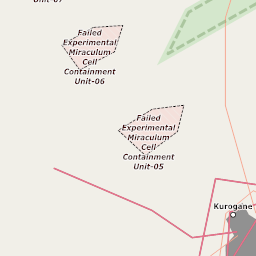 Failed
Experimental
Miraculum
Cell
Containment
Unit-06
Failed
Experimental
Miraculum
Cell
Containment
Unit-05
Kurogane